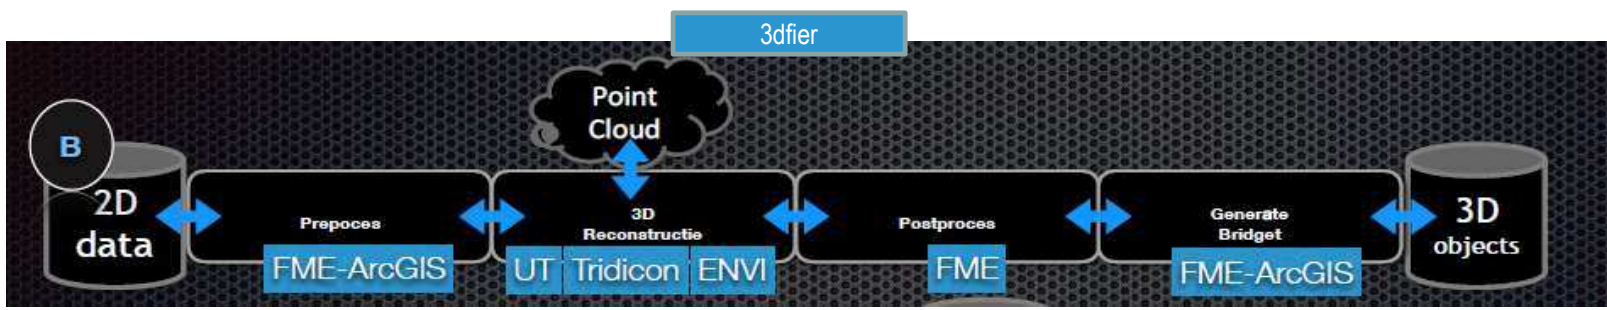 3dfier
Point
Cloud
B
2D
data
Prepoces
FME-ArcGIS
3D
Reconstructie
UT Tridicon ENVI
Postproces
FME
Generate
Bridget
FME-ArcGIS
3D
objects